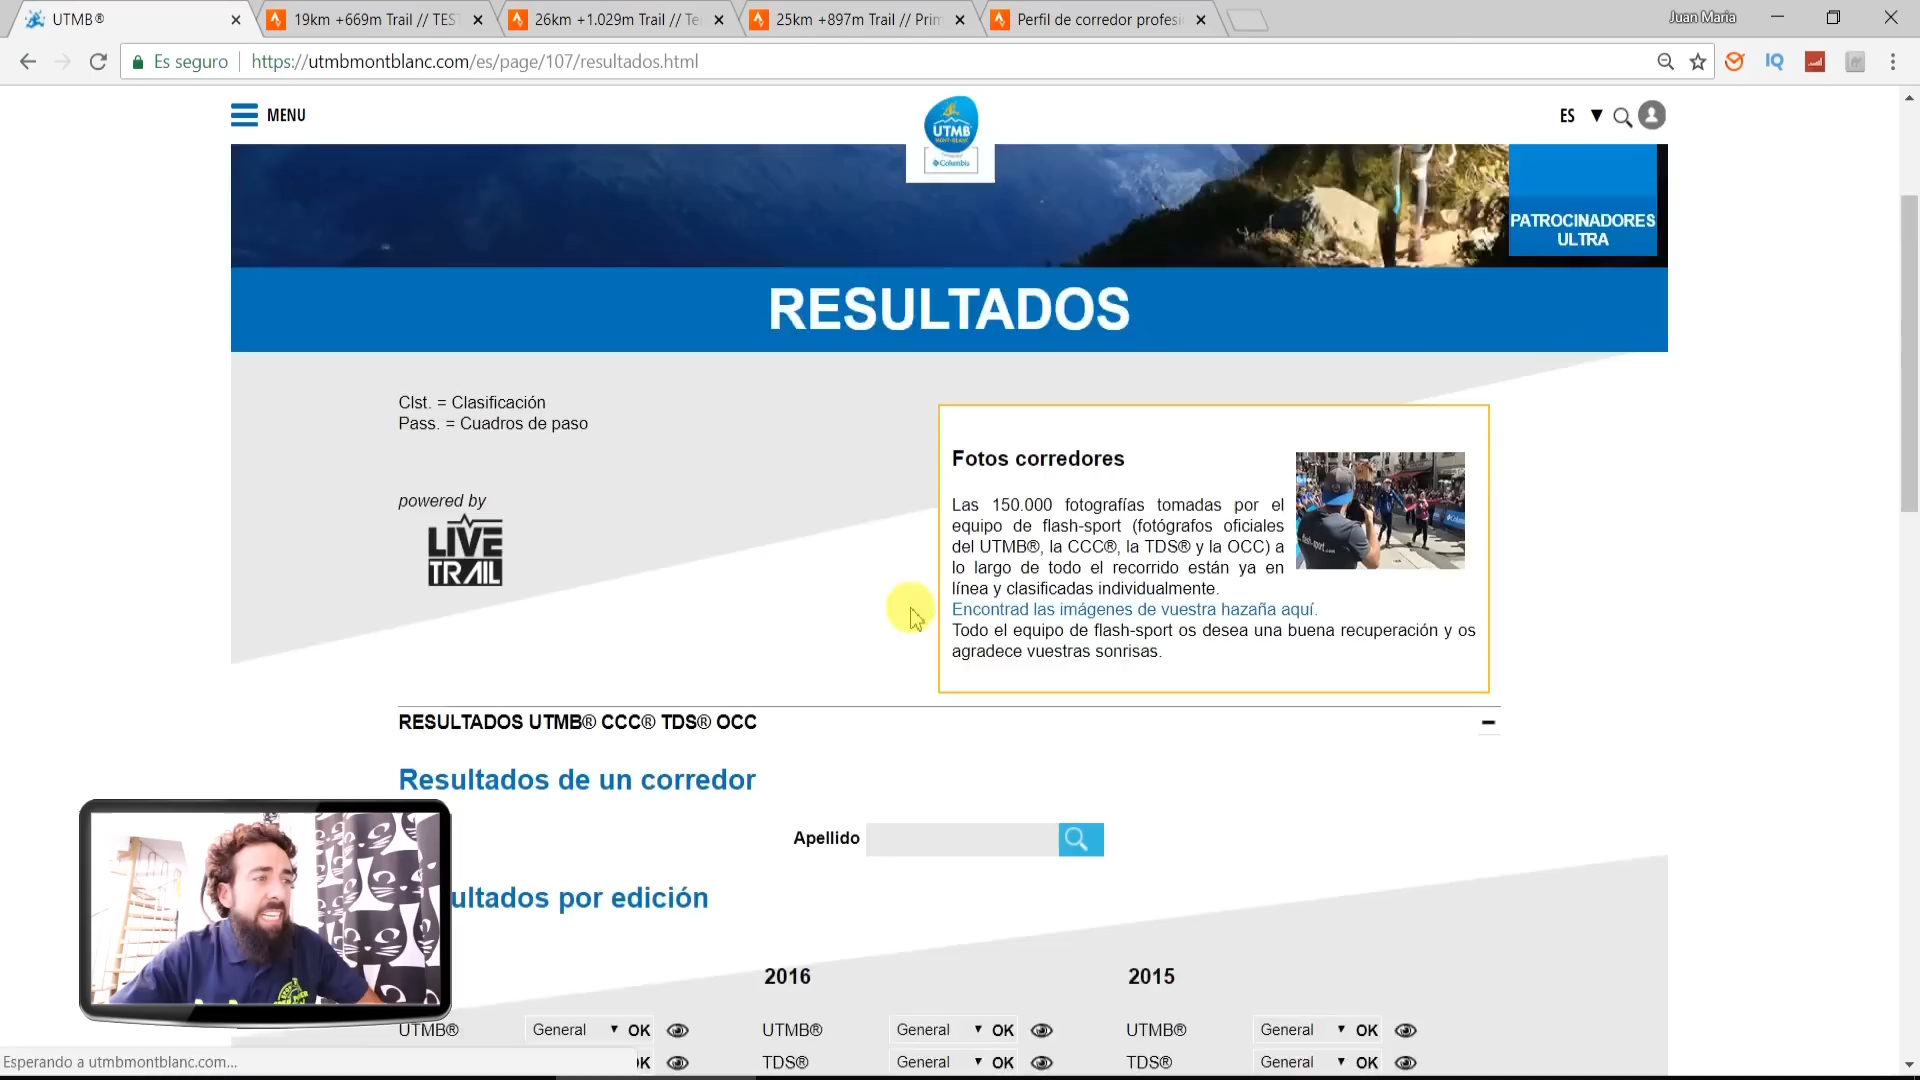 UTMB®
19km +669m Trail // TES
26km +1.029m Trail // Te
25km +897m Trail // Prim
Perfil de corredor profesi
Juan Maria
Es seguro
https://utmbmontblanc.com/es/page/107/resultados.html
IQ
MENU
UTMB
Columbia
ES
PATROCINADORES
ULTRA
RESULTADOS
Clst. = Clasificación
Pass. = Cuadros de paso
powered by
LIVE
TRAIL
Fotos corredores
Las 150.000 fotografías tomadas por el
equipo de flash-sport (fotógrafos oficiales
del UTMB®, la CCC®, la TDS® y la OCC) a
lo largo de todo el recorrido están ya en
línea y clasificadas individualmente.
Encontrad las imágenes de vuestra hazaña aquí.
Todo el equipo de flash-sport os desea una buena recuperación y os
agradece vuestras sonrisas.
RESULTADOS UTMB® CCC® TDS® OCC
Resultados de un corredor
Apellido
ultados por edición
2016
2015
UTMB® General OK
UTMB® General OK
UTMB® General OK
OK
TDS® General OK
TDS® General OK
Esperando a utmbmontblanc.com...